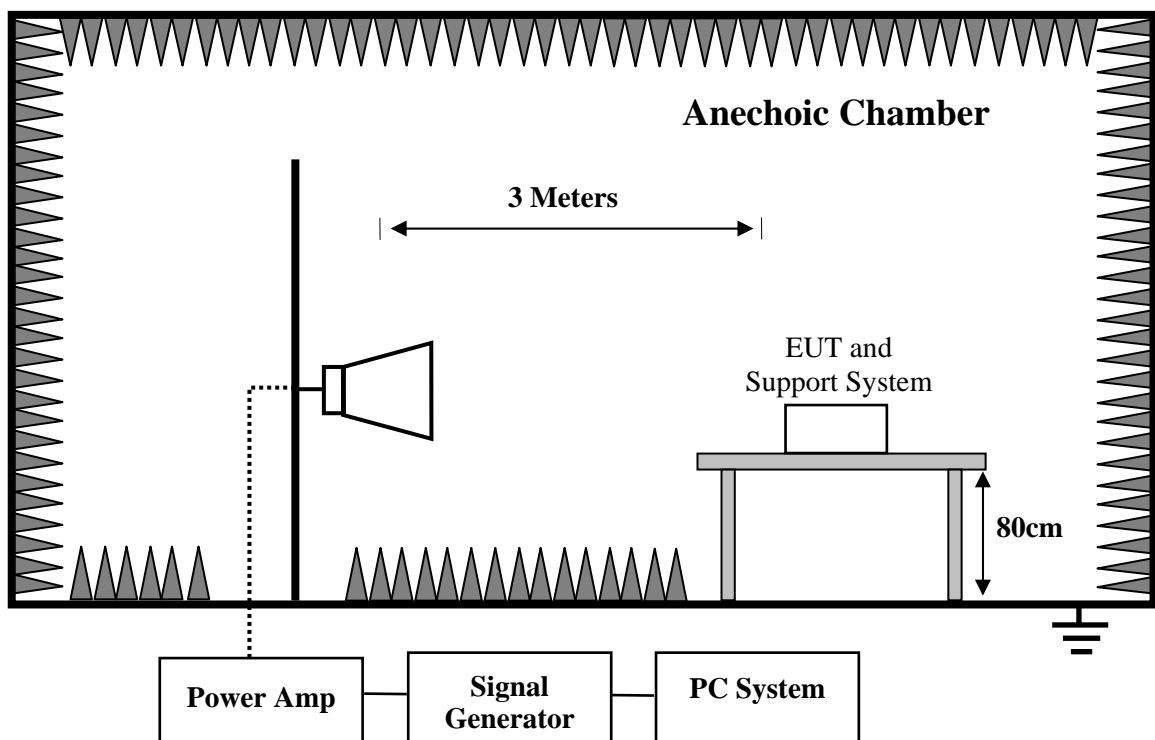 Anechoic Chamber
3 Meters
EUT and
Support System
80cm
Power Amp
Signal
Generator
PC System